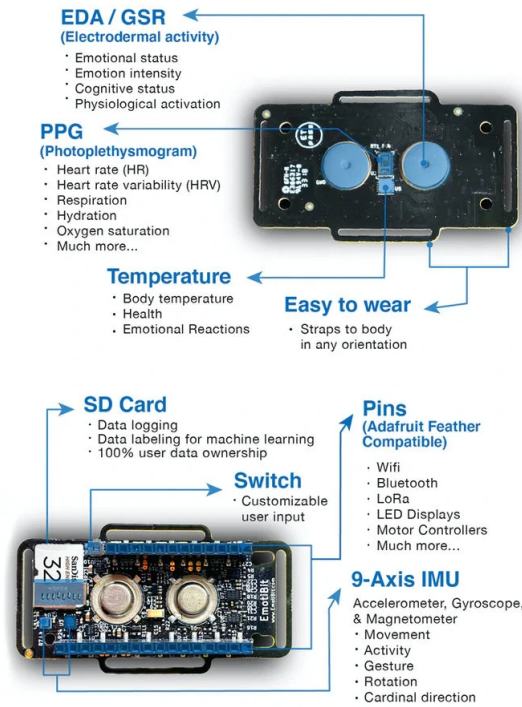 EDA / GSR
(Electrodermal activity)
· Emotional status
· Emotion intensity
· Cognitive status
· Physiological activation
PPG
(Photoplethysmogram)
· Heart rate (HR)
· Heart rate variability (HRV)
· Respiration
· Hydration
· Oxygen saturation
· Much more...
Temperature
· Body temperature
· Health
· Emotional Reactions
Easy to wear
· Straps to body
in any orientation
SD Card
· Data logging
· Data labeling for machine learning
· 100% user data ownership
Switch
· Customizable
user input
Pins
(Adafruit Feather
Compatible)
· Wifi
· Bluetooth
· LoRa
· LED Displays
· Motor Controllers
· Much more...
9-Axis IMU
Accelerometer, Gyroscope,
& Magnetometer
· Movement
· Activity
· Gesture
· Rotation
· Cardinal direction
SanDis
32
EmotiBit
www.EmotiBit.com